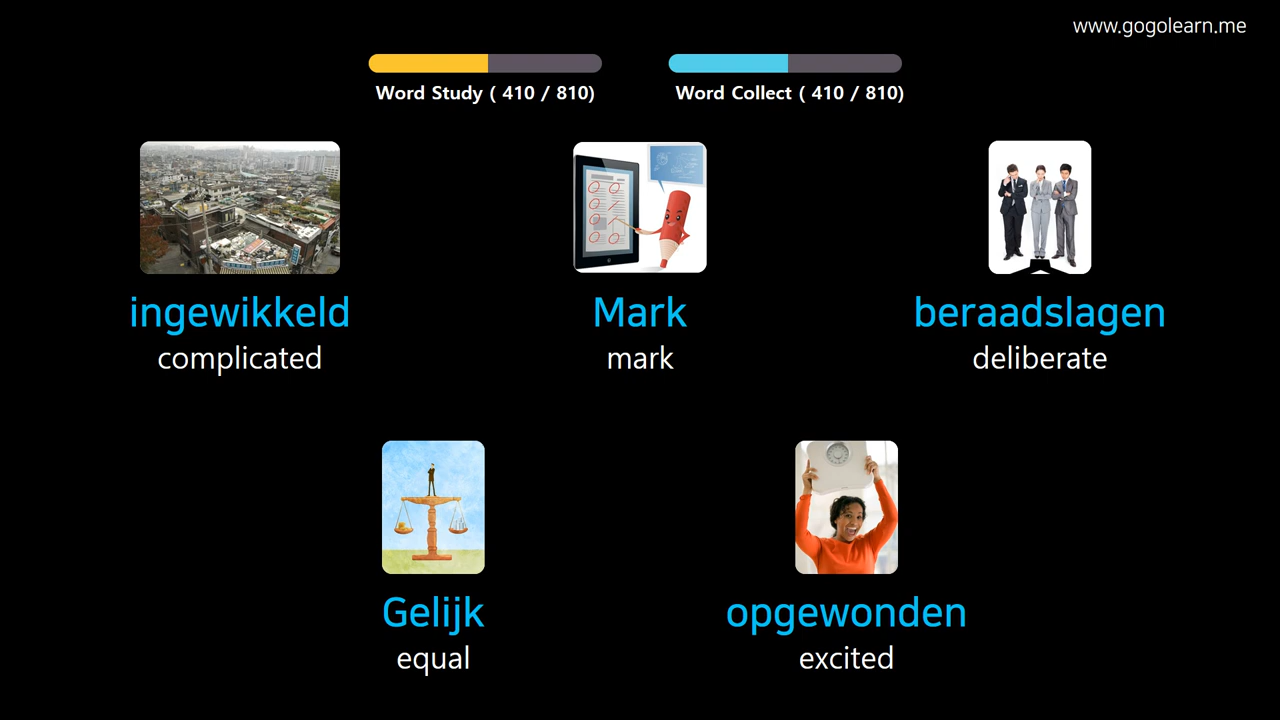 www.gogolearn.me
Word Study ( 410 / 810)
Word Collect ( 410 / 810)
ingewikkeld
complicated
Mark
mark
beraadslagen
deliberate
Gelijk
equal
opgewonden
excited